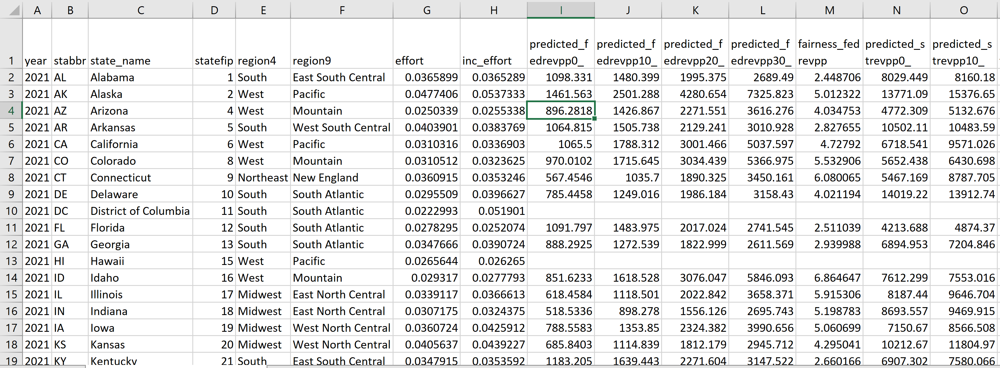 A B C D E F G H I J K L M N O
predicted_f predicted_f predicted_f predicted_f fairness_fed predicted_s predicted_s
1 year stabbr state_name statefip region4 region9 effort inc_effort edrevpp0_ edrevpp10_ edrevpp20_ edrevpp30_ revpp trevpp0_ trevpp10_
2 2021 AL Alabama 1 South East South Central 0.0365899 0.0365289 1098.331 1480.399 1995.375 2689.49 2.448706 8029.449 8160.18
3 2021 AK Alaska 2 West Pacific 0.0477406 0.0537333 1461.563 2501.288 4280.654 7325.823 5.012322 13771.09 15376.65
4 2021 AZ Arizona 4 West Mountain 0.0250339 0.0255338 896.2818 1426.867 2271.551 3616.276 4.034753 4772.309 5132.676
5 2021 AR Arkansas 5 South West South Central 0.0403901 0.0383769 1064.815 1505.738 2129.241 3010.928 2.827655 10502.11 10483.59
6 2021 CA California 6 West Pacific 0.0310316 0.0336903 1065.5 1788.312 3001.466 5037.597 4.72792 6718.541 9571.026
7 2021 CO Colorado 8 West Mountain 0.0310512 0.0323625 970.0102 1715.645 3034.439 5366.975 5.532906 5652.438 6430.698
8 2021 CT Connecticut 9 Northeast New England 0.0360915 0.0353246 567.4546 1035.7 1890.325 3450.161 6.080065 5467.169 8787.705
9 2021 DE Delaware 10 South South Atlantic 0.0295509 0.0396627 785.4458 1249.016 1986.184 3158.43 4.021194 14019.22 13912.74
10 2021 DC District of Columbia 11 South South Atlantic 0.0222993 0.051901
11 2021 FL Florida 12 South South Atlantic 0.0278295 0.0252074 1091.797 1483.975 2017.024 2741.545 2.511039 4213.688 4874.37
12 2021 GA Georgia 13 South South Atlantic 0.0347666 0.0390724 888.2925 1272.539 1822.999 2611.569 2.939988 6894.953 7204.846
13 2021 HI Hawaii 15 West Pacific 0.0265644 0.026265
14 2021 ID Idaho 16 West Mountain 0.029317 0.0277793 851.6233 1618.528 3076.047 5846.093 6.864647 7612.299 7553.016
15 2021 IL Illinois 17 Midwest East North Central 0.0339117 0.0366613 618.4584 1118.501 2022.842 3658.371 5.915306 8187.44 9646.704
16 2021 IN Indiana 18 Midwest East North Central 0.0307175 0.0324375 518.5336 898.278 1556.126 2695.743 5.198783 8693.557 9469.915
17 2021 IA Iowa 19 Midwest West North Central 0.0360724 0.0425912 788.5583 1353.85 2324.382 3990.656 5.060699 7150.67 8566.508
18 2021 KS Kansas 20 Midwest West North Central 0.0405637 0.0439227 685.8403 1114.839 1812.179 2945.712 4.295041 10212.67 11804.97
19 2021 KY Kentucky 21 South East South Central 0.0347915 0.0353592 1183.205 1639.443 2271.604 3147.522 2.660166 6907.302 7580.066